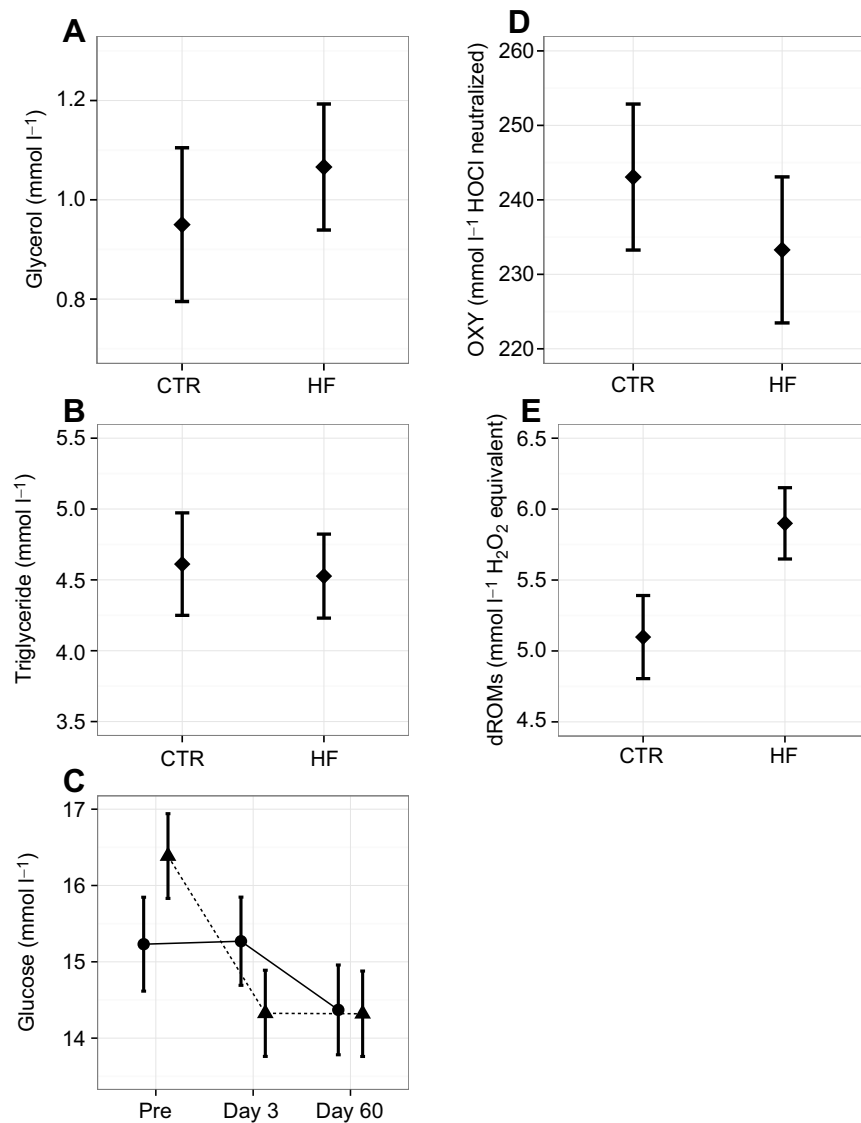 A
Glycerol (mmol l⁻¹)
1.2
1.0
0.8
CTR HF
B
Triglyceride (mmol l⁻¹)
5.5
5.0
4.5
4.0
3.5
CTR HF
C
Glucose (mmol l⁻¹)
17
16
15
14
Pre Day 3 Day 60
D
OXY (mmol l⁻¹ HOCl neutralized)
260
250
240
230
220
CTR HF
E
dROMs (mmol l⁻¹ H₂O₂ equivalent)
6.5
6.0
5.5
5.0
4.5
CTR HF